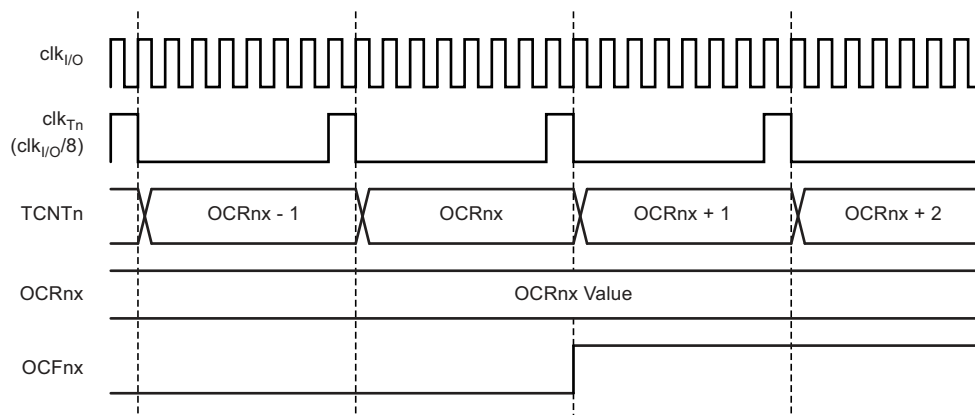 clkI/O
clkTn
(clkI/O/8)
TCNTn OCRnx - 1 OCRnx OCRnx + 1 OCRnx + 2
OCRnx OCRnx Value
OCFnx